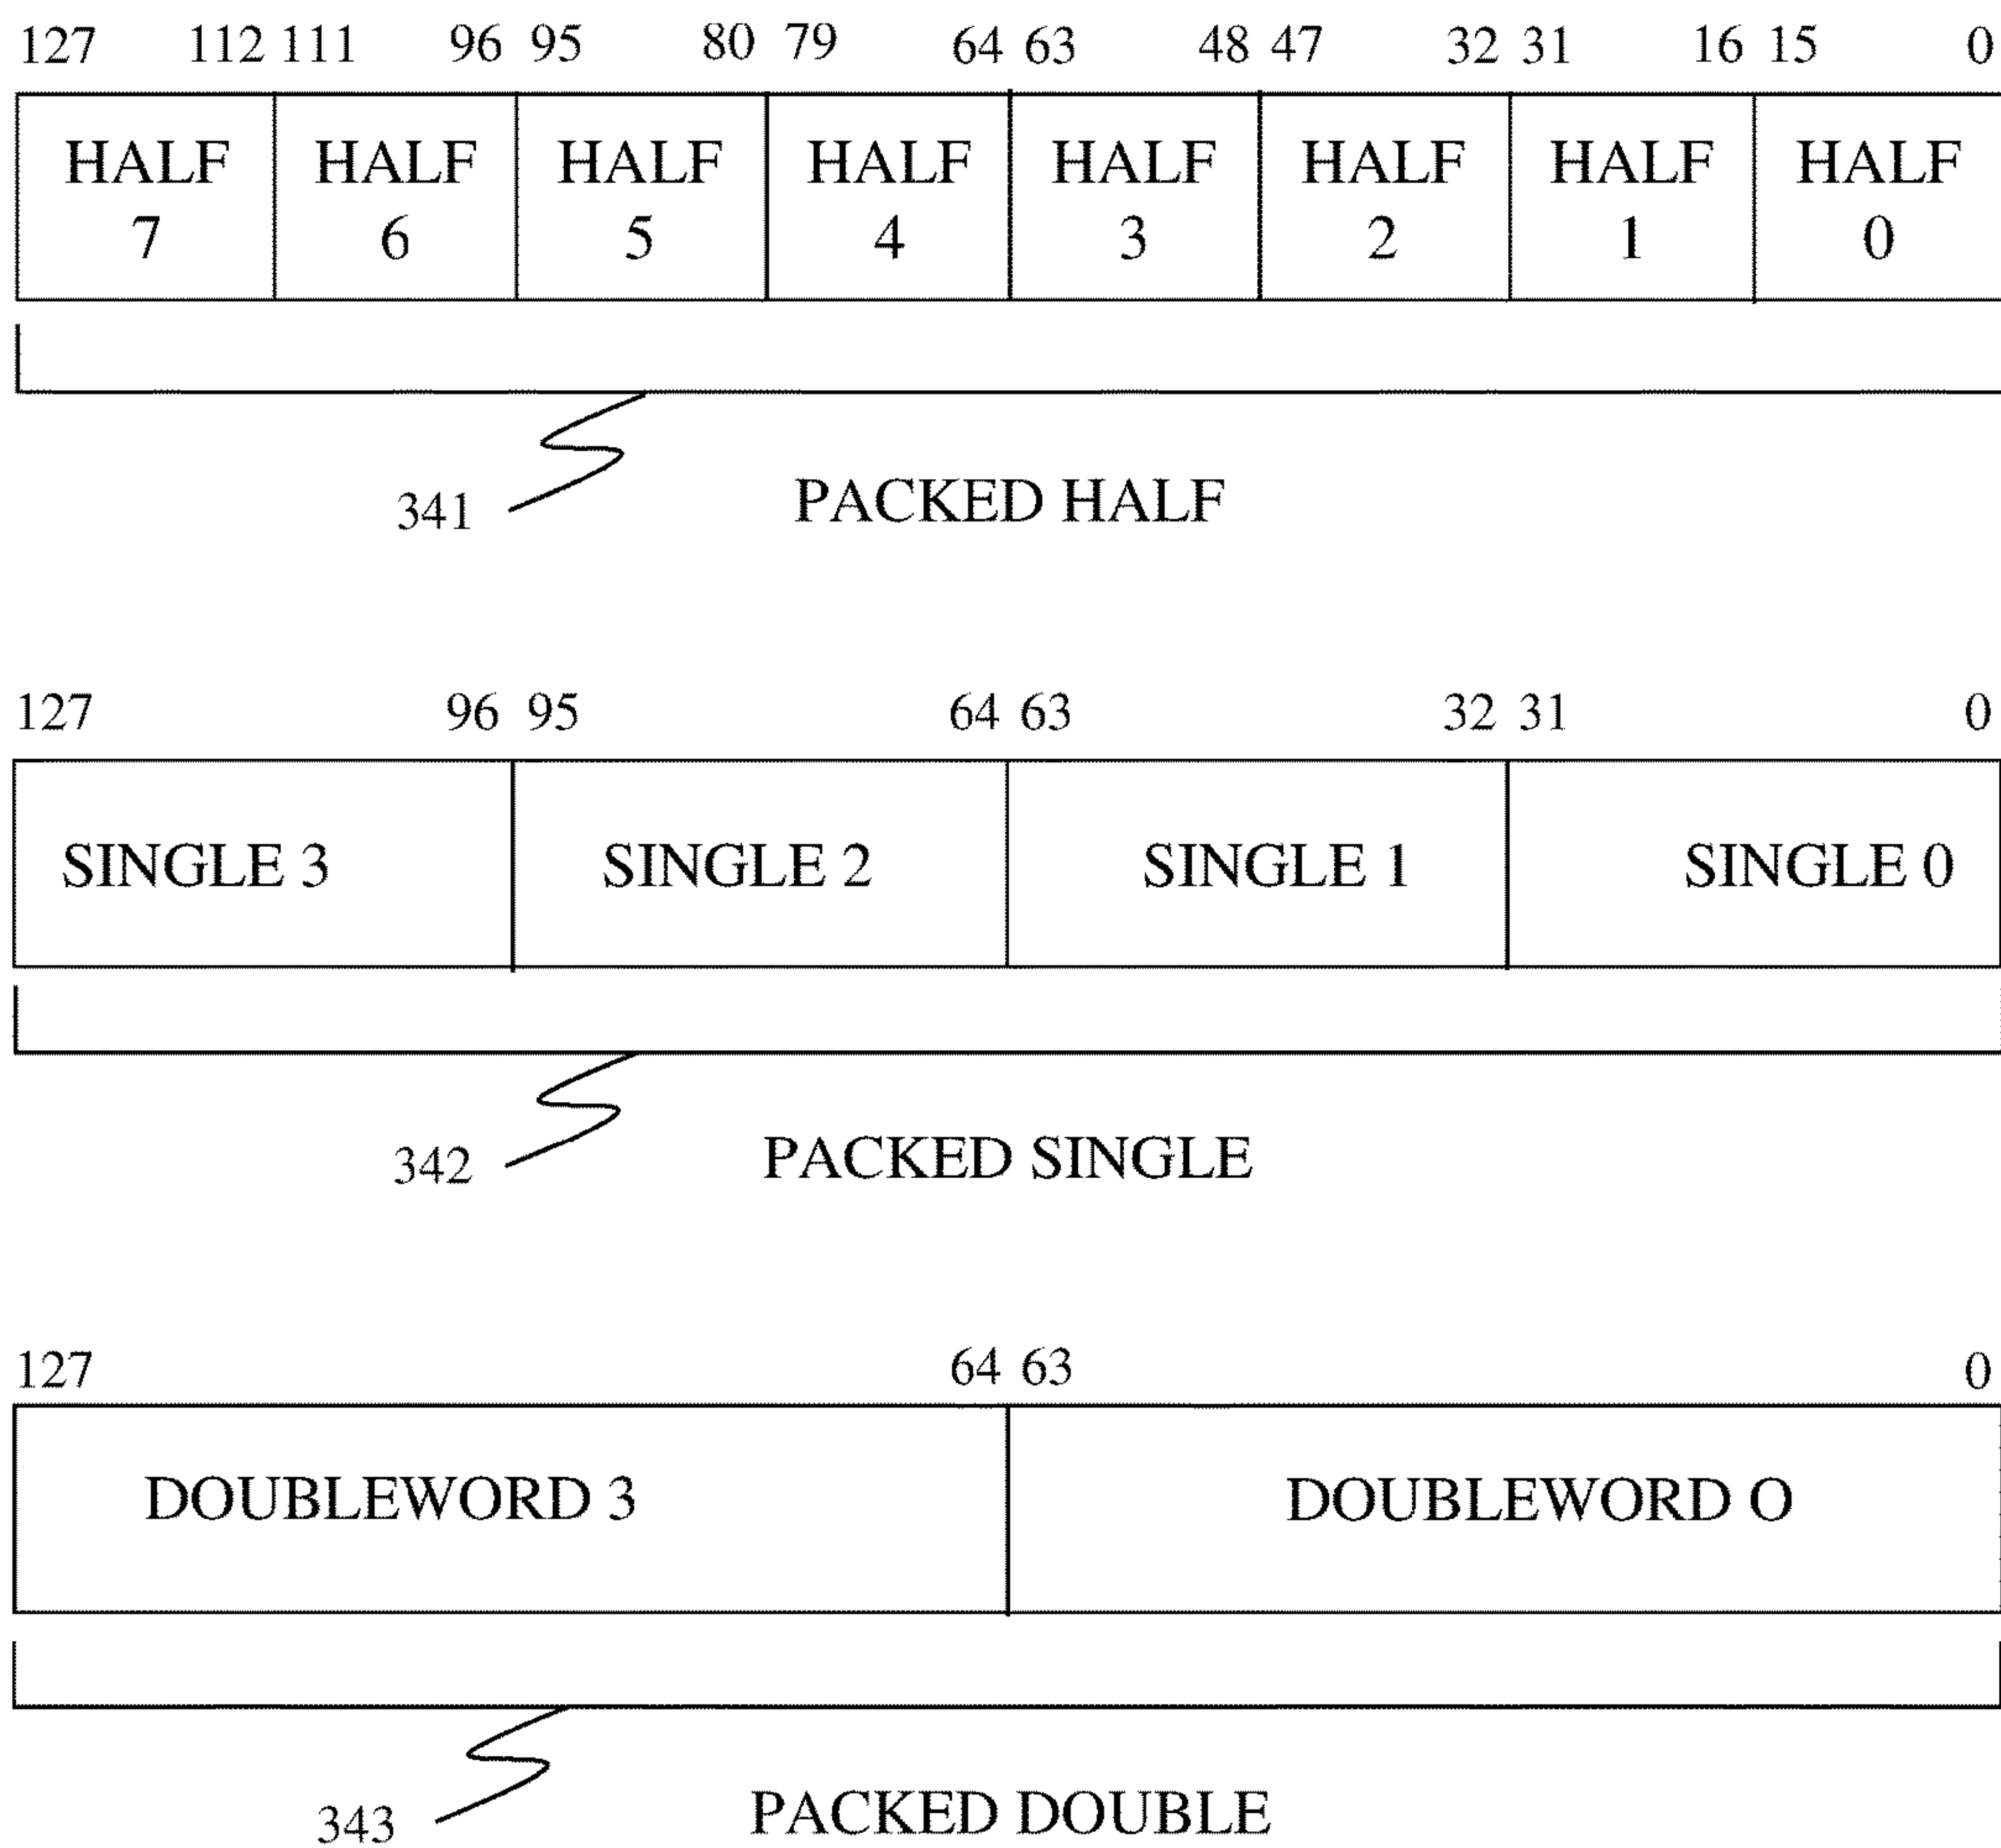 127 112 111 96 95 80 79 64 63 48 47 32 31 16 15 0
HALF HALF HALF HALF HALF HALF HALF HALF
7 6 5 4 3 2 1 0
341 PACKED HALF
127 96 95 64 63 32 31 0
SINGLE 3 SINGLE 2 SINGLE 1 SINGLE 0
342 PACKED SINGLE
127 64 63 0
DOUBLEWORD 3 DOUBLEWORD O
343 PACKED DOUBLE